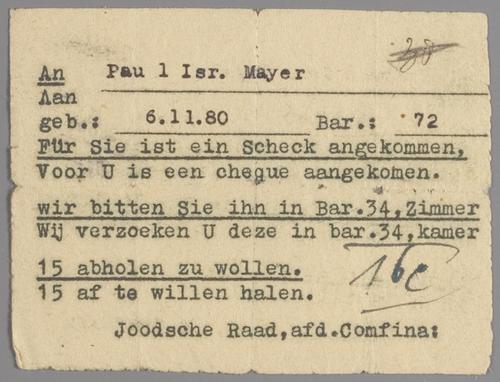 An Pau l Isr. Mayer
Aan
geb.: 6.11.80 Bar.: 72
Für Sie ist ein Scheck angekommen,
Voor U is een cheque aangekomen.
wir bitten Sie ihn in Bar.34,Zimmer
Wij verzoeken U deze in bar.34,kamer
15 abholen zu wollen.
15 af te willen halen.
Joodsche Raad,afd.Comfina: